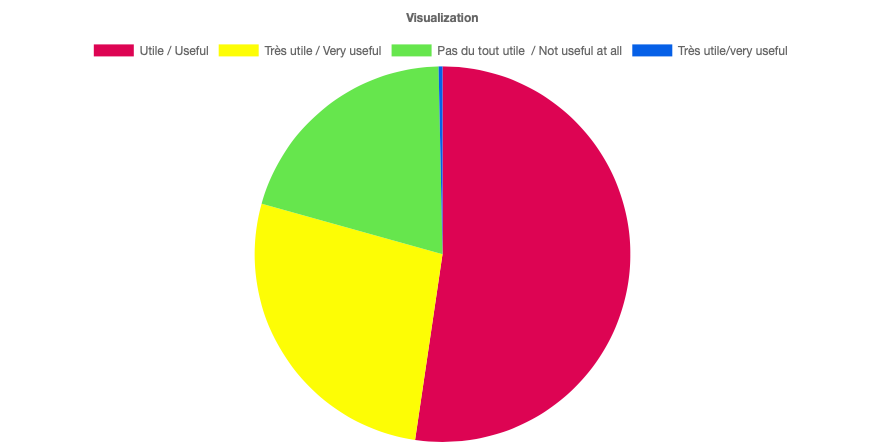 Visualization
Utile / Useful Très utile / Very useful Pas du tout utile  / Not useful at all Très utile/very useful